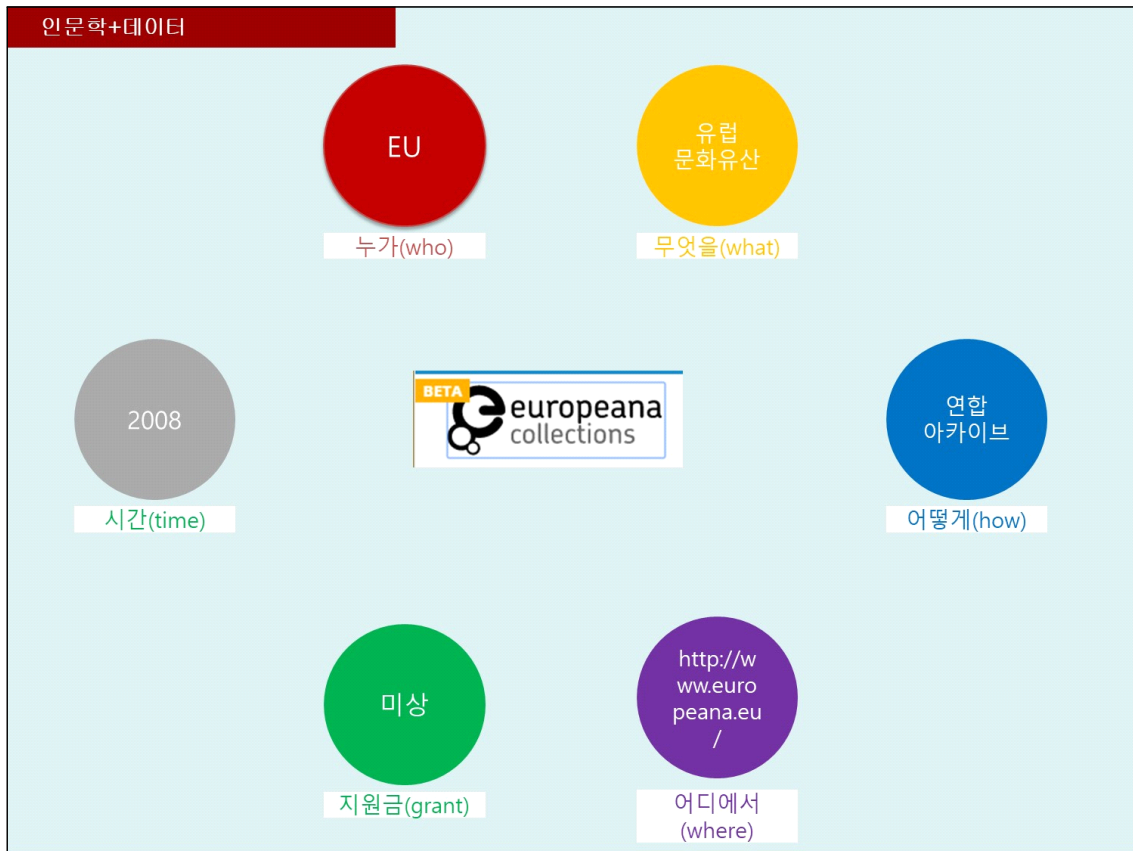 인문학+데이터
EU
누가(who)
유럽
문화유산
무엇을(what)
2008
시간(time)
BETA
europeana
collections
연합
아카이브
어떻게(how)
미상
지원금(grant)
http://w
ww.euro
peana.eu
/
어디에서
(where)